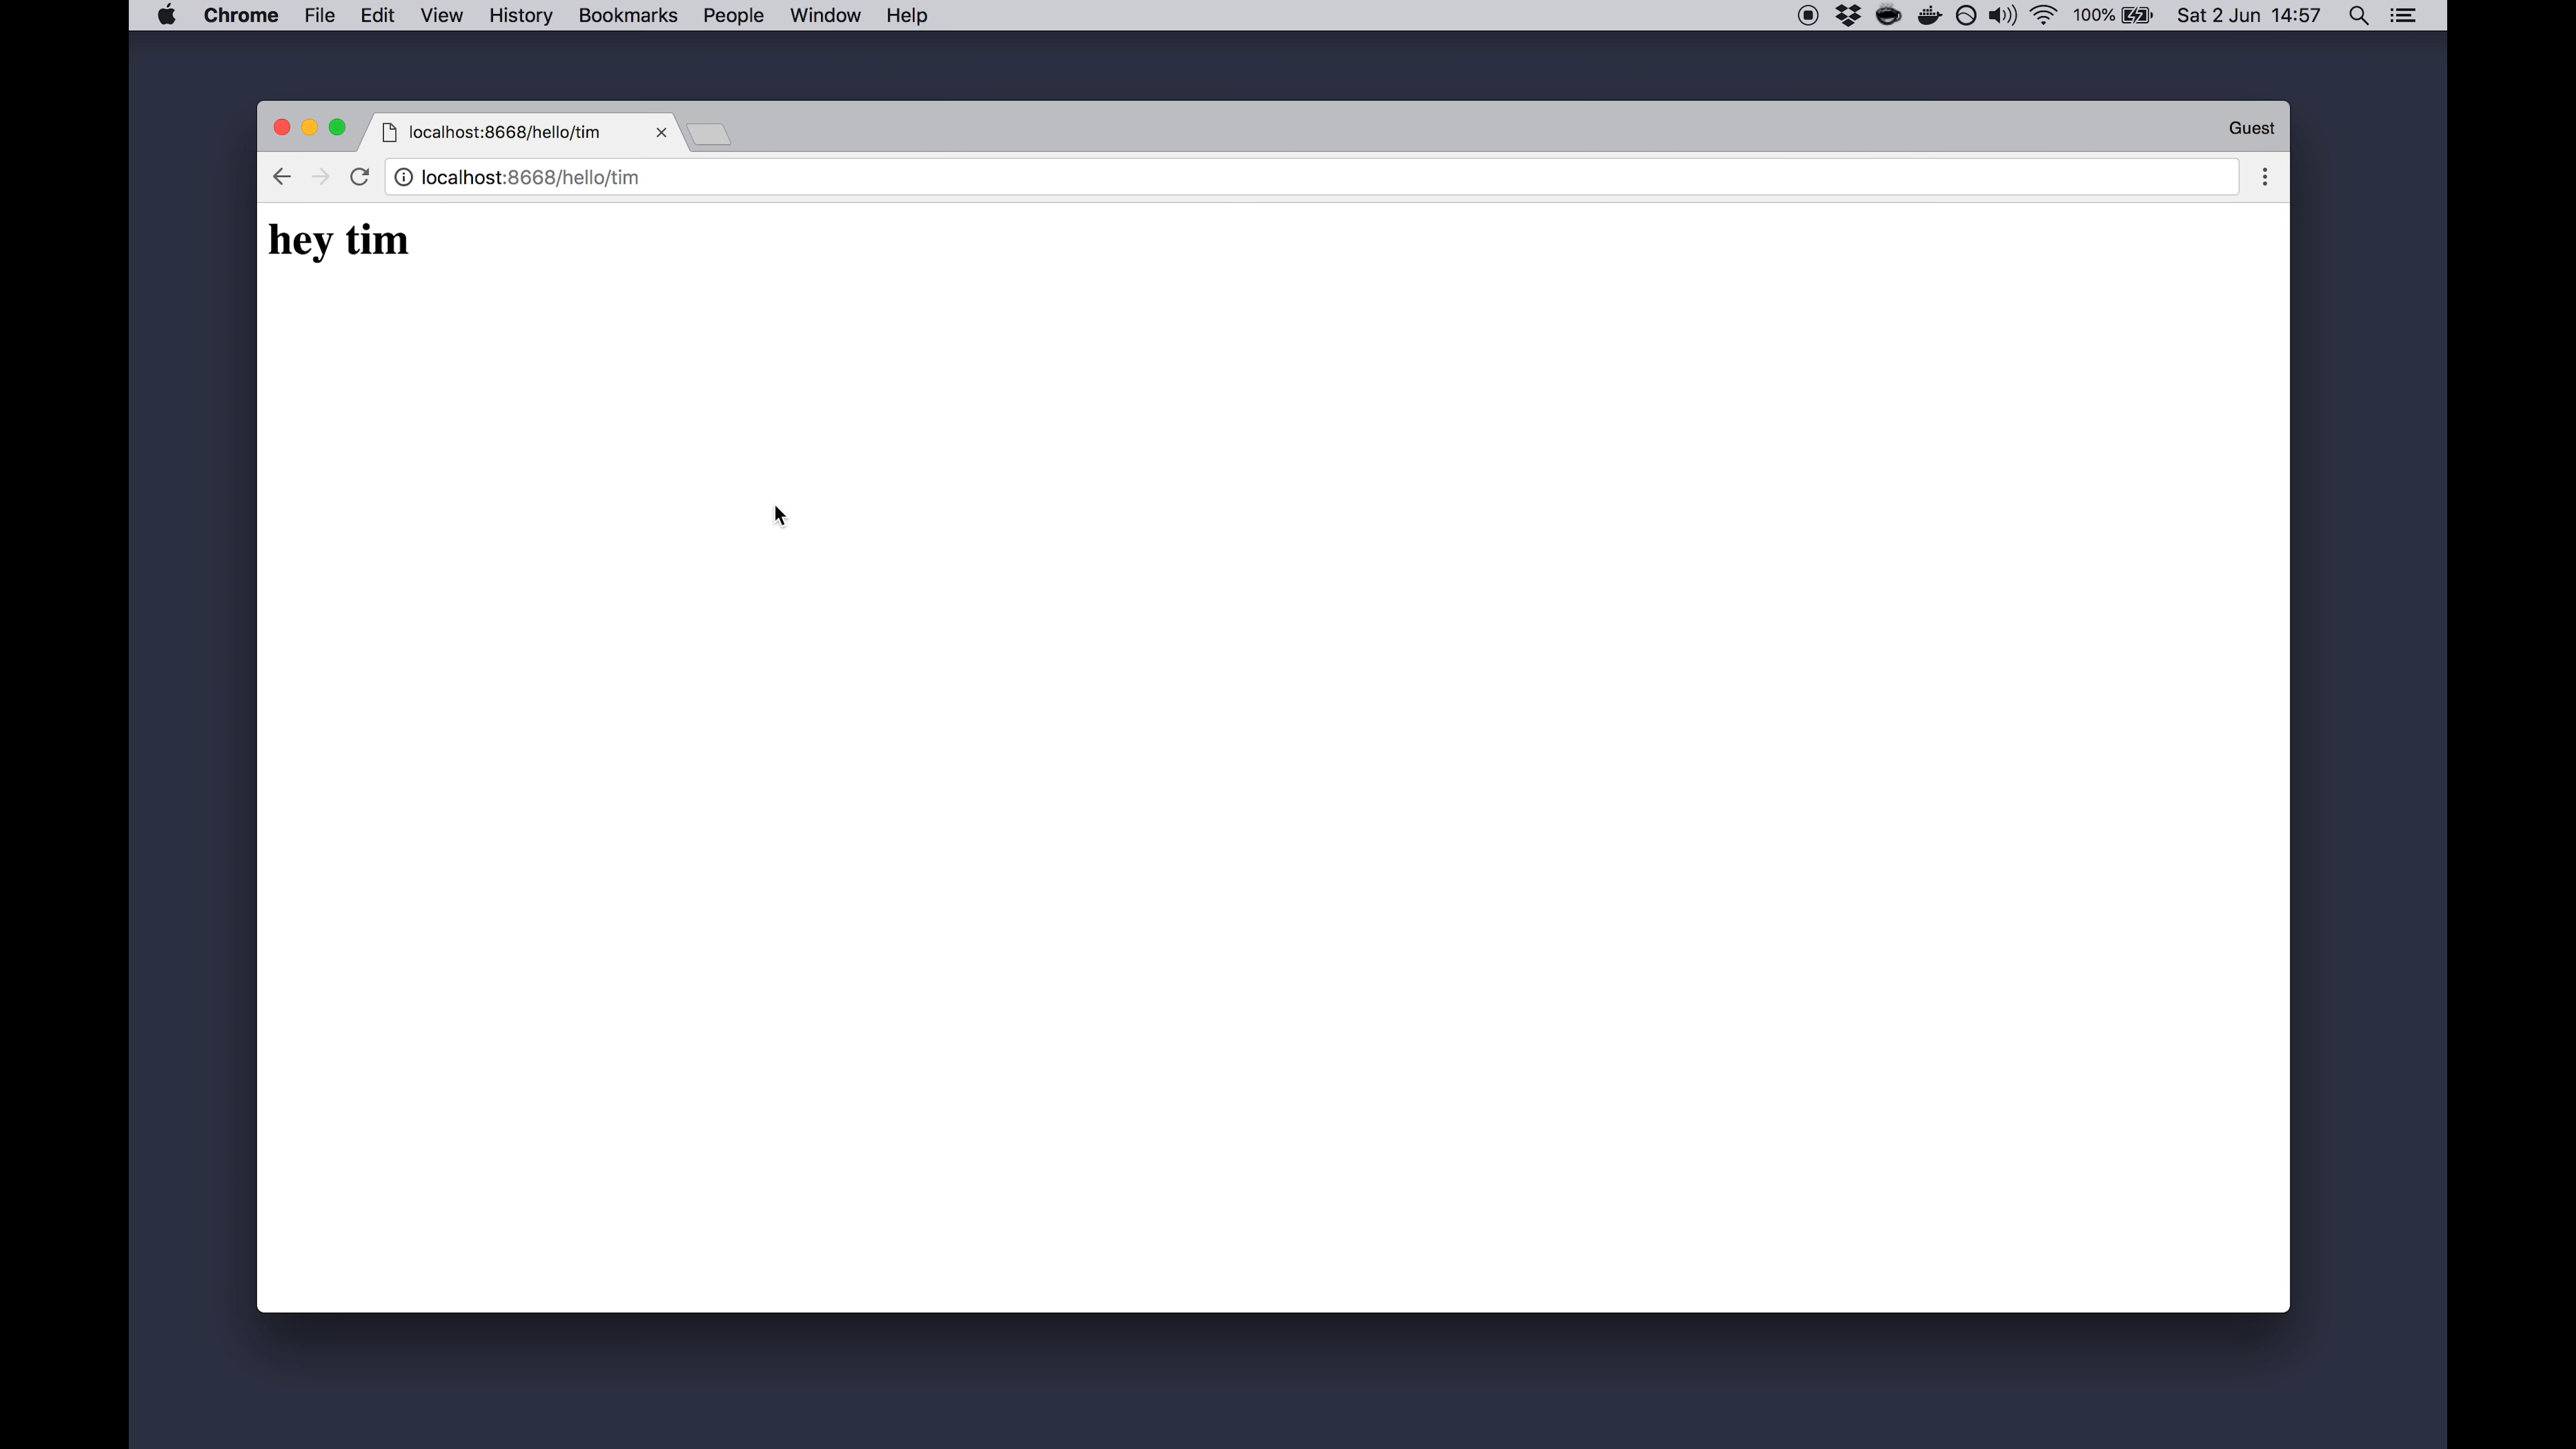 Chrome File Edit View History Bookmarks People Window Help 100% Sat 2 Jun 14:57
localhost:8668/hello/tim Guest
localhost:8668/hello/tim
hey tim